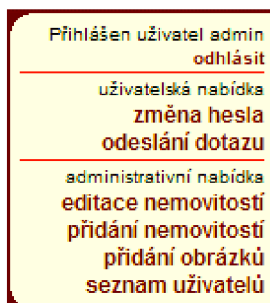 Přihlášen uživatel admin
odhlásit
uživatelská nabídka
změna hesla
odeslání dotazu
administrativní nabídka
editace nemovitostí
přidání nemovitostí
přidání obrázků
seznam uživatelů